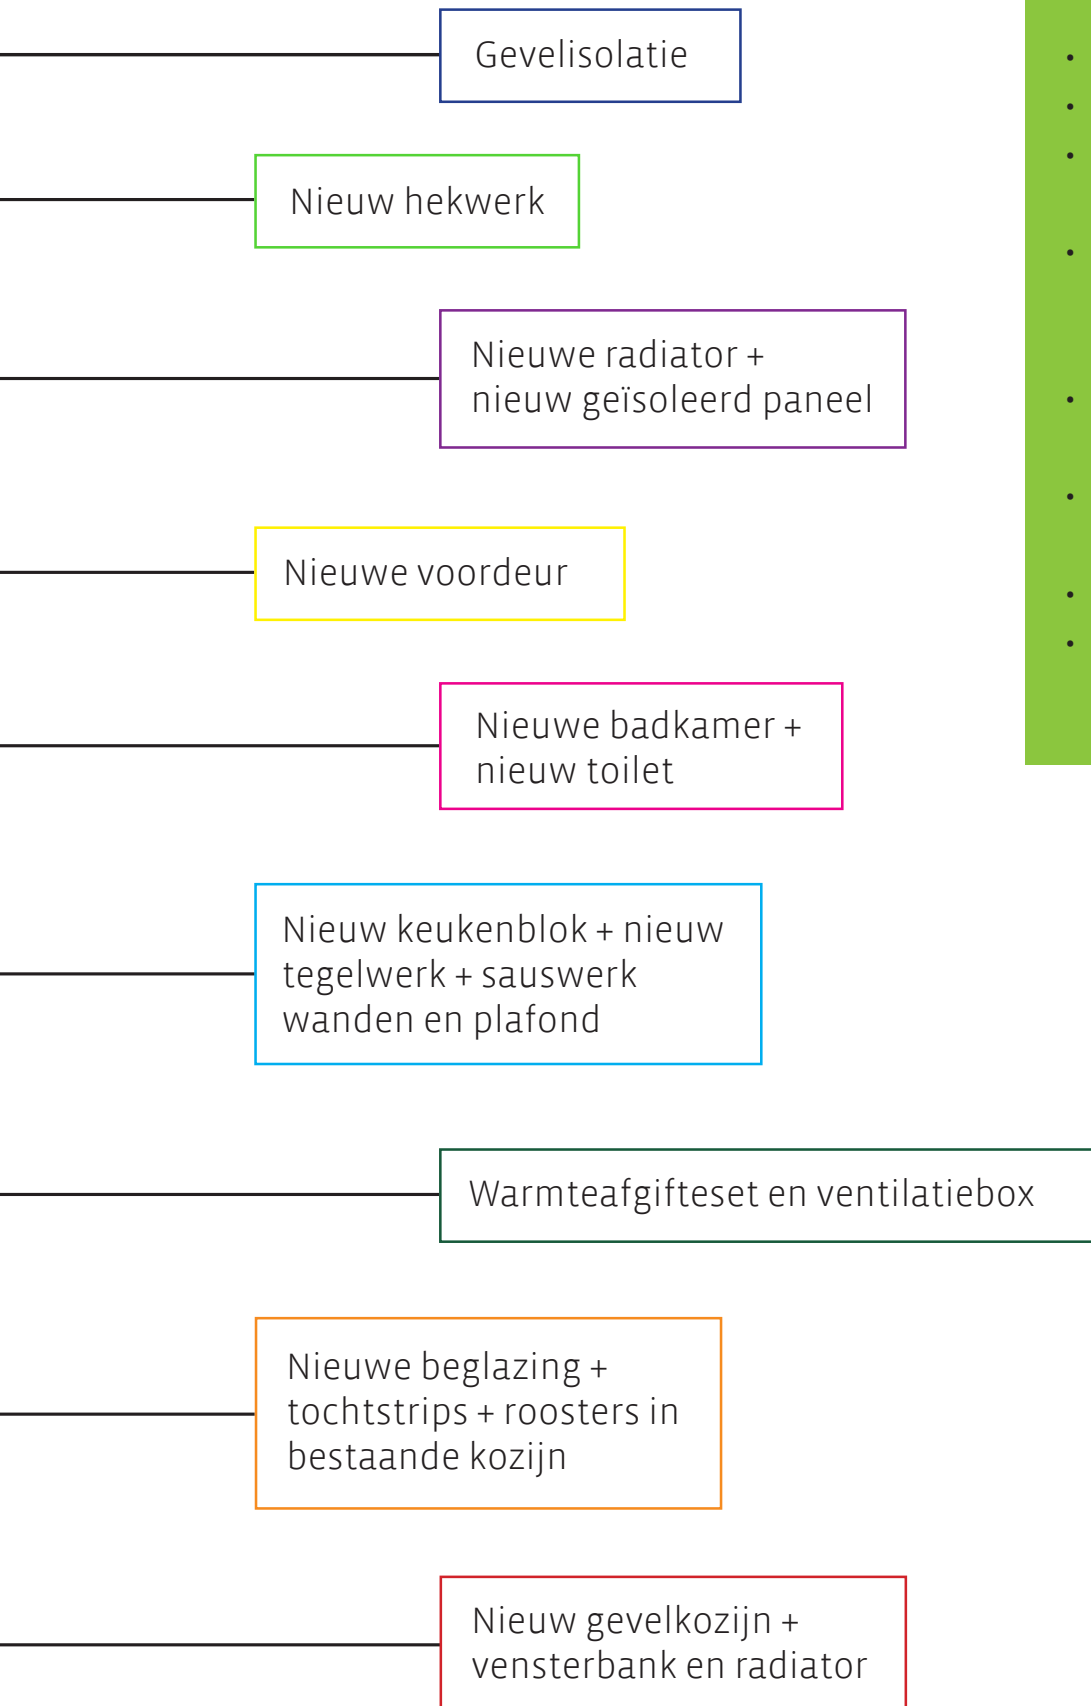 Gevelisolatie
Nieuw hekwerk
Nieuwe radiator +
nieuw geïsoleerd paneel
Nieuwe voordeur
Nieuwe badkamer +
nieuw toilet
Nieuw keukenblok + nieuw
tegelwerk + sauswerk
wanden en plafond
Warmteafgifteset en ventilatiebox
Nieuwe beglazing +
tochtstrips + roosters in
bestaande kozijn
Nieuw gevelkozijn +
vensterbank en radiator